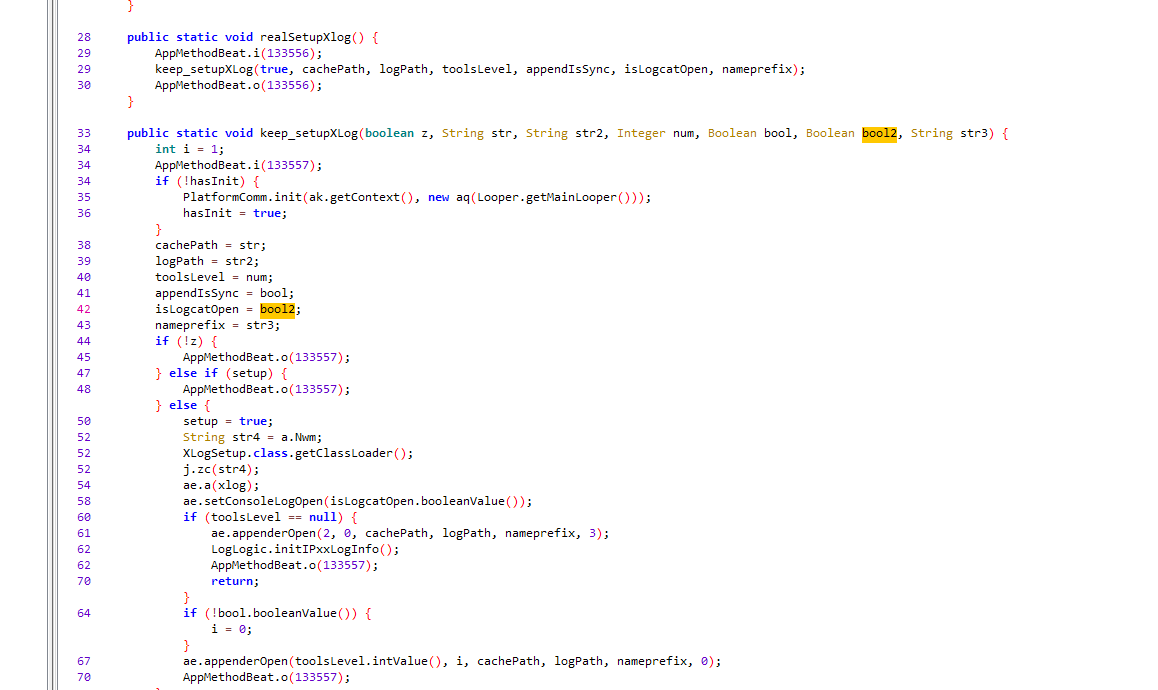 }
28 public static void realSetupXlog() {
29 AppMethodBeat.i(133556);
29 keep_setupXLog(true, cachePath, logPath, toolsLevel, appendIsSync, isLogcatOpen, nameprefix);
30 AppMethodBeat.o(133556);
}
33 public static void keep_setupXLog(boolean z, String str, String str2, Integer num, Boolean bool, Boolean bool2, String str3) {
34 int i = 1;
34 AppMethodBeat.i(133557);
34 if (!hasInit) {
35 PlatformComm.init(ak.getContext(), new aq(Looper.getMainLooper()));
36 hasInit = true;
}
38 cachePath = str;
39 logPath = str2;
40 toolsLevel = num;
41 appendIsSync = bool;
42 isLogcatOpen = bool2;
43 nameprefix = str3;
44 if (!z) {
45 AppMethodBeat.o(133557);
47 } else if (setup) {
48 AppMethodBeat.o(133557);
} else {
50 setup = true;
52 String str4 = a.Nwm;
52 XLogSetup.class.getClassLoader();
52 j.zc(str4);
54 ae.a(xlog);
58 ae.setConsoleLogOpen(isLogcatOpen.booleanValue());
60 if (toolsLevel == null) {
61 ae.appenderOpen(2, 0, cachePath, logPath, nameprefix, 3);
62 LogLogic.initIPxxLogInfo();
62 AppMethodBeat.o(133557);
70 return;
}
64 if (!bool.booleanValue()) {
i = 0;
}
67 ae.appenderOpen(toolsLevel.intValue(), i, cachePath, logPath, nameprefix, 0);
70 AppMethodBeat.o(133557);